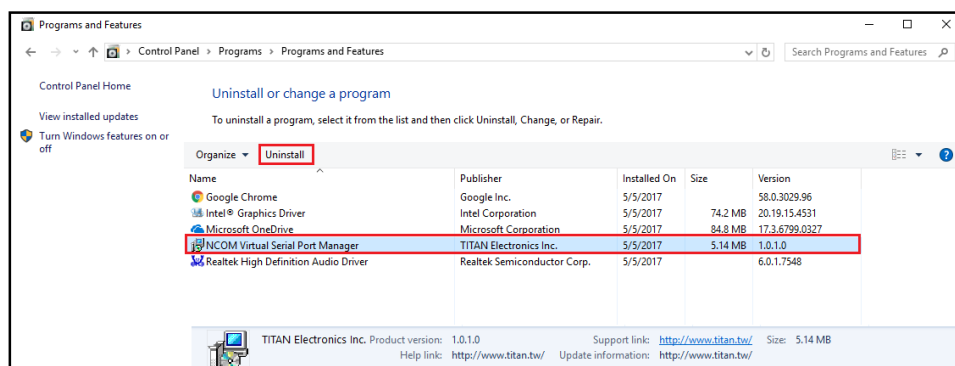 Programs and Features
Control Panel > Programs > Programs and Features
Search Programs and Features
Control Panel Home
View installed updates
Turn Windows features on or
off
Uninstall or change a program
To uninstall a program, select it from the list and then click Uninstall, Change, or Repair.
Organize Uninstall
Name Publisher Installed On Size Version
Google Chrome Google Inc. 5/5/2017 58.0.3029.96
Intel® Graphics Driver Intel Corporation 5/5/2017 74.2 MB 20.19.15.4531
Microsoft OneDrive Microsoft Corporation 5/5/2017 84.8 MB 17.3.6799.0327
NCOM Virtual Serial Port Manager TITAN Electronics Inc. 5/5/2017 5.14 MB 1.0.1.0
Realtek High Definition Audio Driver Realtek Semiconductor Corp. 5/5/2017 6.0.1.7548
TITAN Electronics Inc. Product version: 1.0.1.0 Support link: http://www.titan.tw/ Size: 5.14 MB
Help link: http://www.titan.tw/ Update information: http://www.titan.tw/